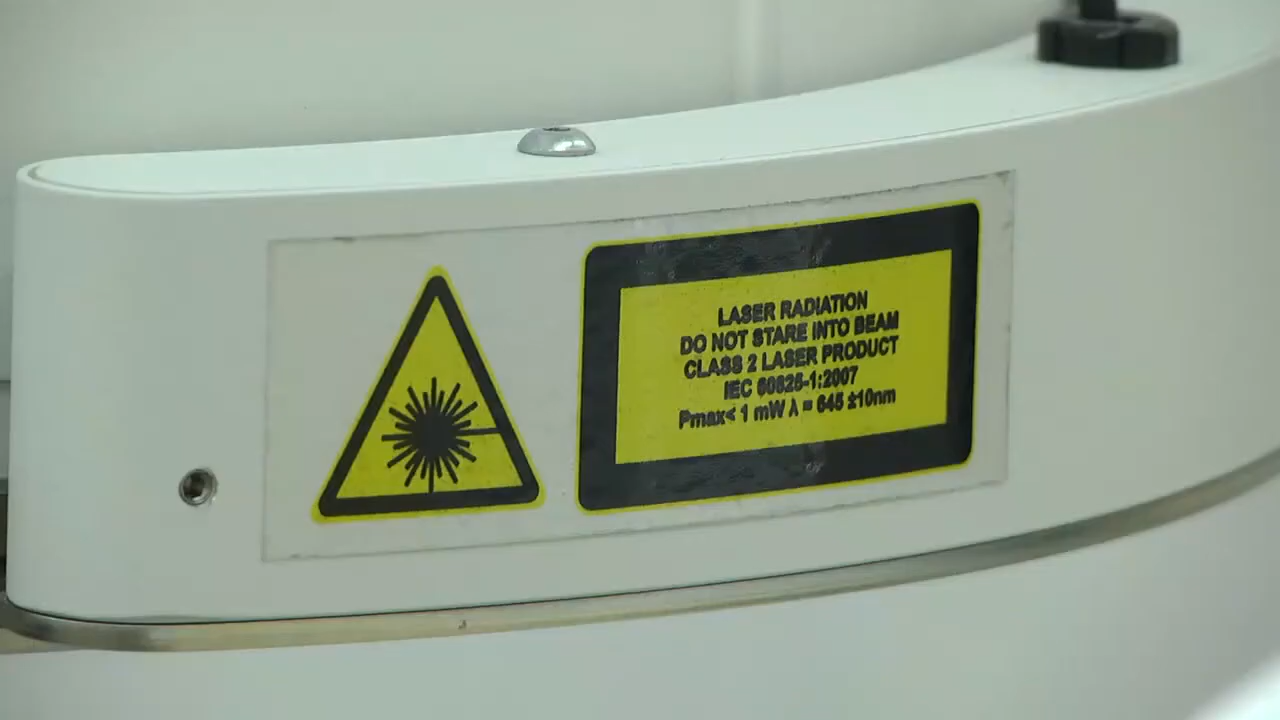 LASER RADIATION
DO NOT STARE INTO BEAM
CLASS 2 LASER PRODUCT
IEC 60825-1:2007
Pmax< 1 mW λ = 645 ±10nm